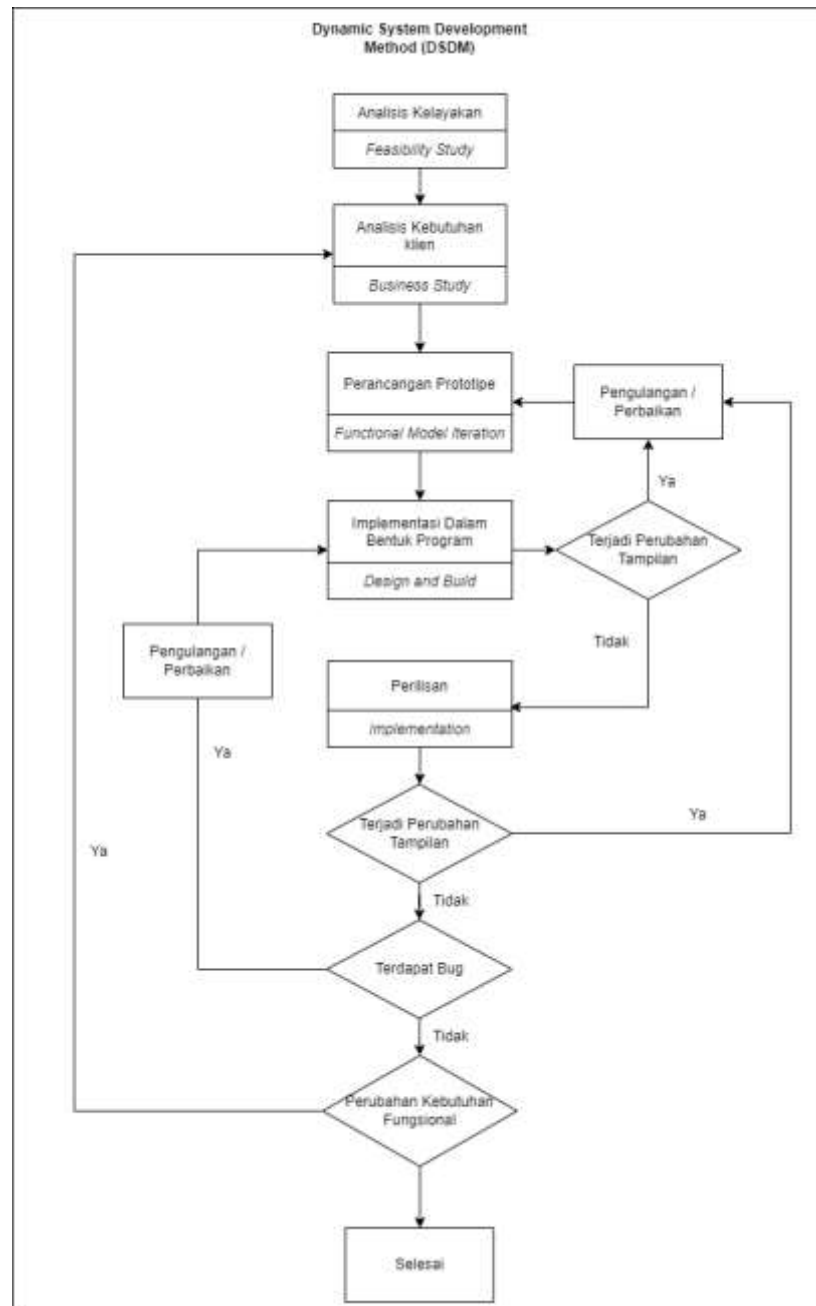 Dynamic System Development
Method (DSDM)
Analisis Kelayakan
Feasibility Study
Analisis Kebutuhan
klien
Business Study
Perancangan Prototipe
Functional Model Iteration
Pengulangan /
Perbaikan
Ya
Implementasi Dalam
Bentuk Program
Design and Build
Terjadi Perubahan
Tampilan
Tidak
Pengulangan /
Perbaikan
Perilisan
Implementation
Ya
Terjadi Perubahan
Tampilan
Ya
Ya
Tidak
Terdapat Bug
Tidak
Perubahan Kebutuhan
Fungsional
Selesai